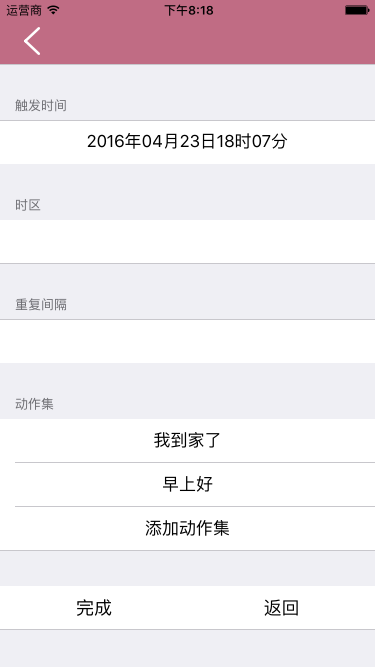 运营商 下午8:18
触发时间
2016年04月23日18时07分
时区
重复间隔
动作集
我到家了
早上好
添加动作集
完成 返回